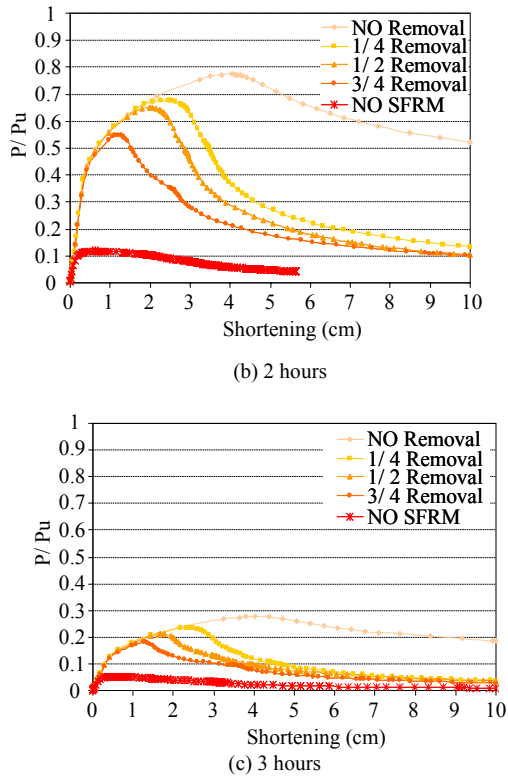 1
0.9
0.8
0.7
0.6
0.5
0.4
0.3
0.2
0.1
0
P/ Pu
NO Removal
1/ 4 Removal
1/ 2 Removal
3/ 4 Removal
NO SFRM
0 1 2 3 4 5 6 7 8 9 10
Shortening (cm)
(b) 2 hours
1
0.9
0.8
0.7
0.6
0.5
0.4
0.3
0.2
0.1
0
P/ Pu
NO Removal
1/ 4 Removal
1/ 2 Removal
3/ 4 Removal
NO SFRM
0 1 2 3 4 5 6 7 8 9 10
Shortening (cm)
(c) 3 hours